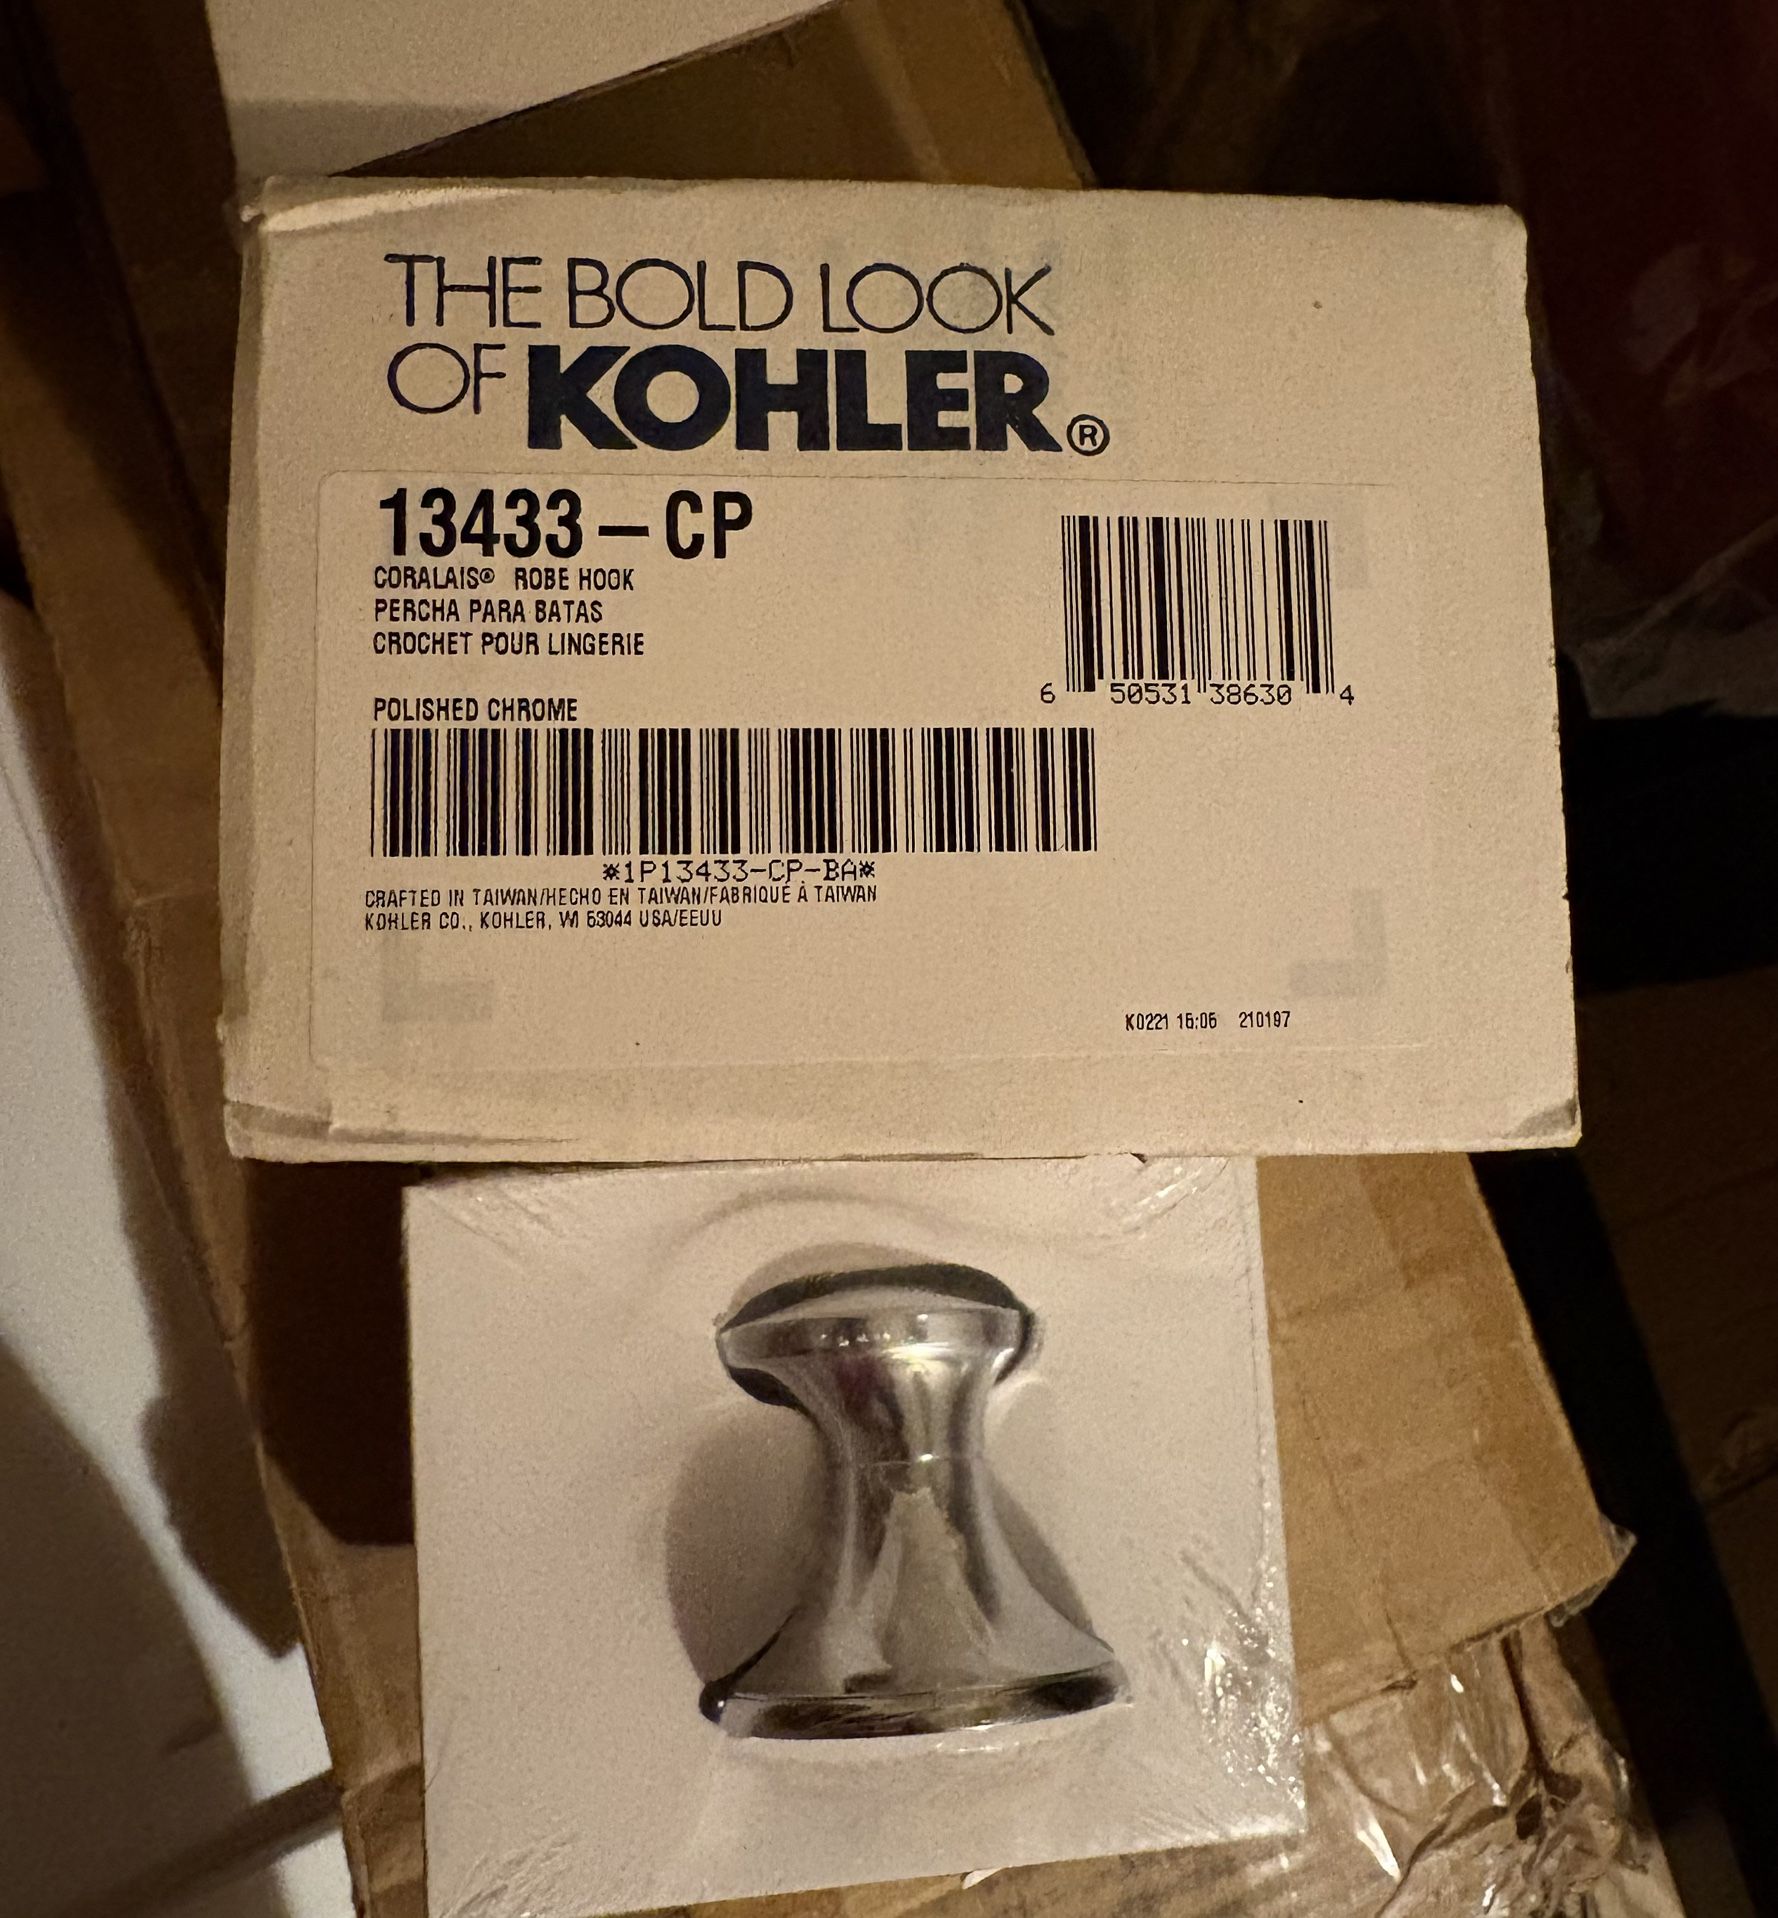 THE BOLD LOOK
OF KOHLER®
13433-CP
CORALAIS® ROBE HOOK
PERCHA PARA BATAS
CROCHET POUR LINGERIE
POLISHED CHROME
6 50531 38630 4
*1P13433-CP-BA*
CRAFTED IN TAIWAN/HECHO EN TAIWAN/FABRIQUÉ À TAIWAN
KOHLER CO., KOHLER, WI 53044 USA/EEUU
K0221 15:05 210197